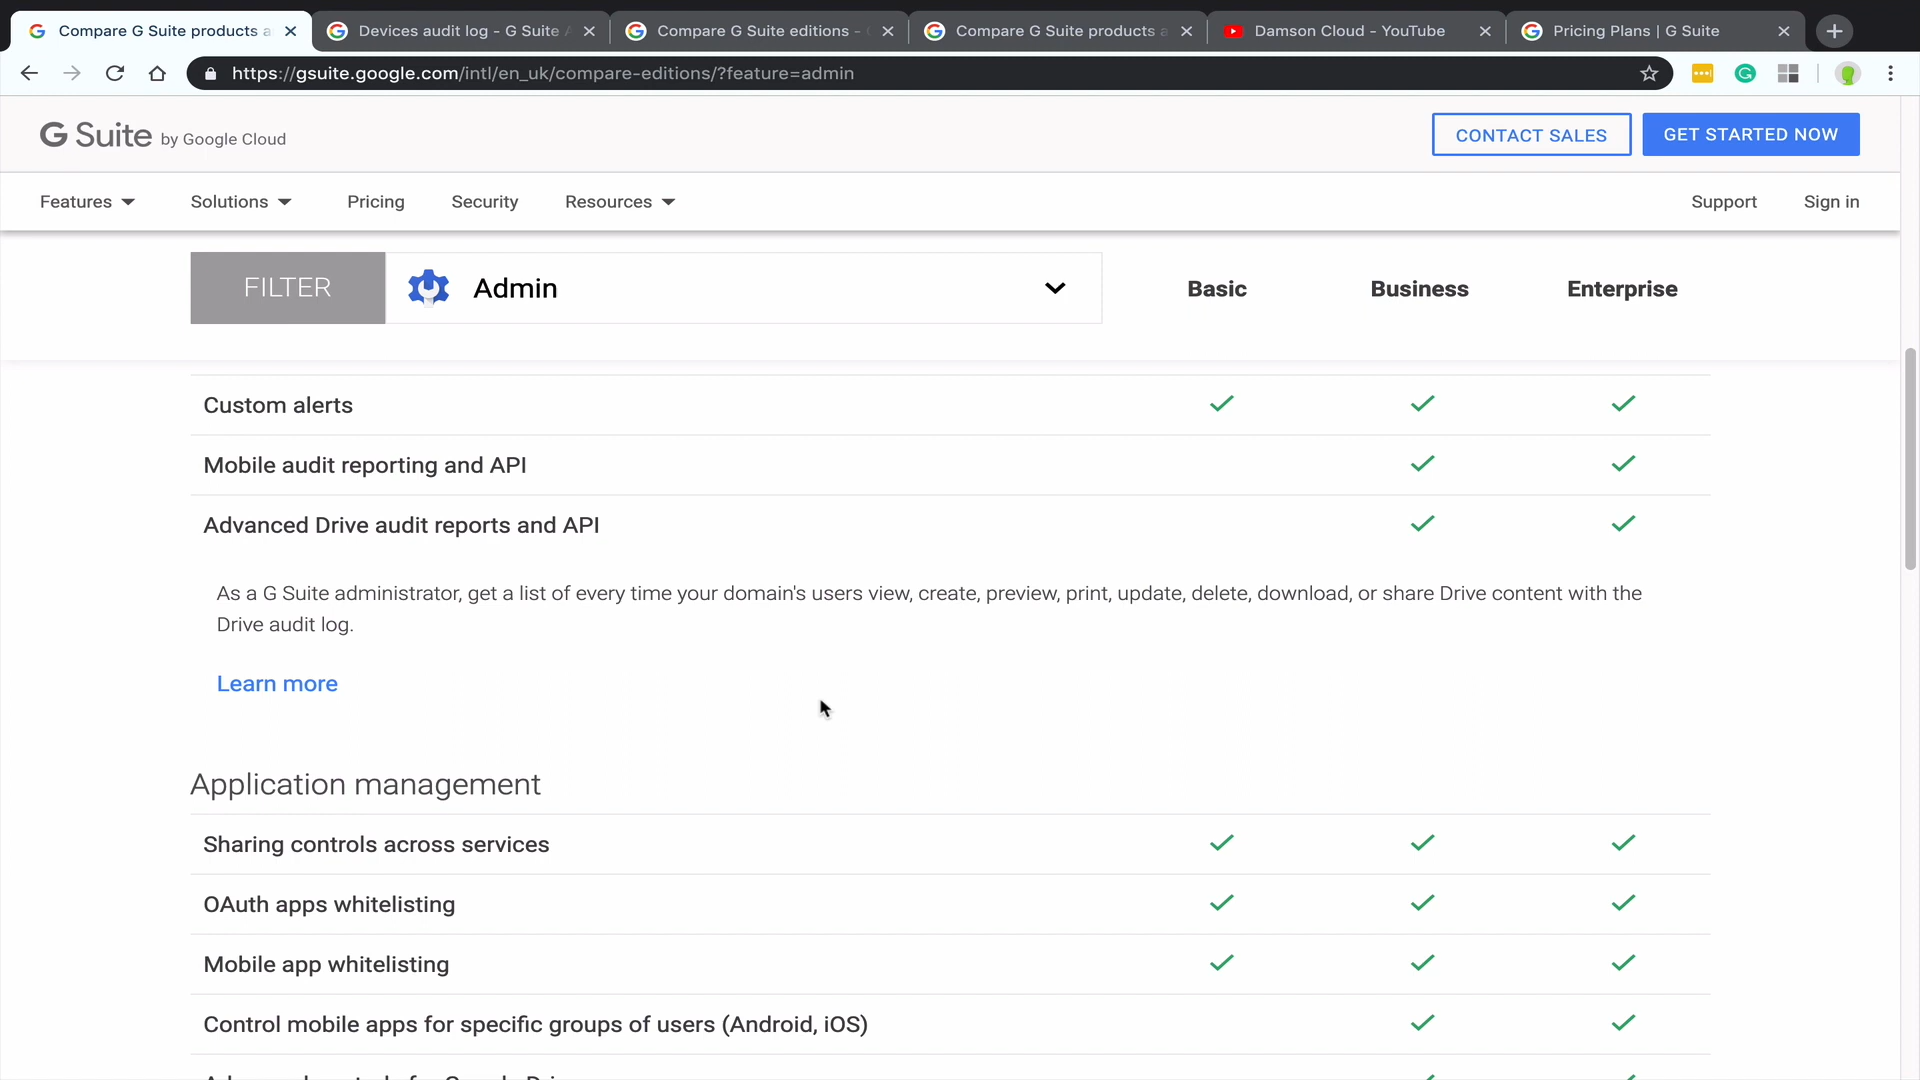 Compare G Suite products a
Devices audit log - G Suite A
Compare G Suite editions -
Compare G Suite products a
Damson Cloud - YouTube
Pricing Plans | G Suite
https://gsuite.google.com/intl/en_uk/compare-editions/?feature=admin
G Suite by Google Cloud
CONTACT SALES
GET STARTED NOW
Features
Solutions
Pricing
Security
Resources
Support
Sign in
FILTER
Admin
Basic
Business
Enterprise
Custom alerts
Mobile audit reporting and API
Advanced Drive audit reports and API
As a G Suite administrator, get a list of every time your domain's users view, create, preview, print, update, delete, download, or share Drive content with the
Drive audit log.
Learn more
Application management
Sharing controls across services
OAuth apps whitelisting
Mobile app whitelisting
Control mobile apps for specific groups of users (Android, iOS)